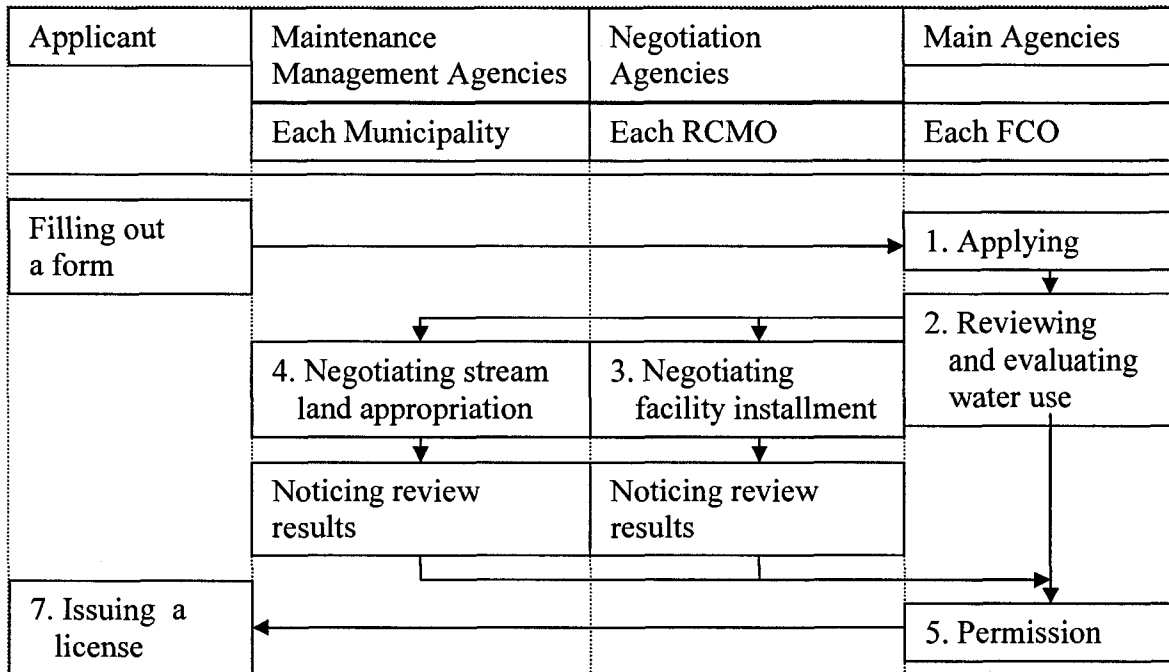 Applicant
Maintenance
Management Agencies
Negotiation
Agencies
Main Agencies
Each Municipality
Each RCMO
Each FCO
Filling out
a form
1. Applying
2. Reviewing
and evaluating
water use
4. Negotiating stream
land appropriation
3. Negotiating
facility installment
Noticing review
results
Noticing review
results
7. Issuing a
license
5. Permission